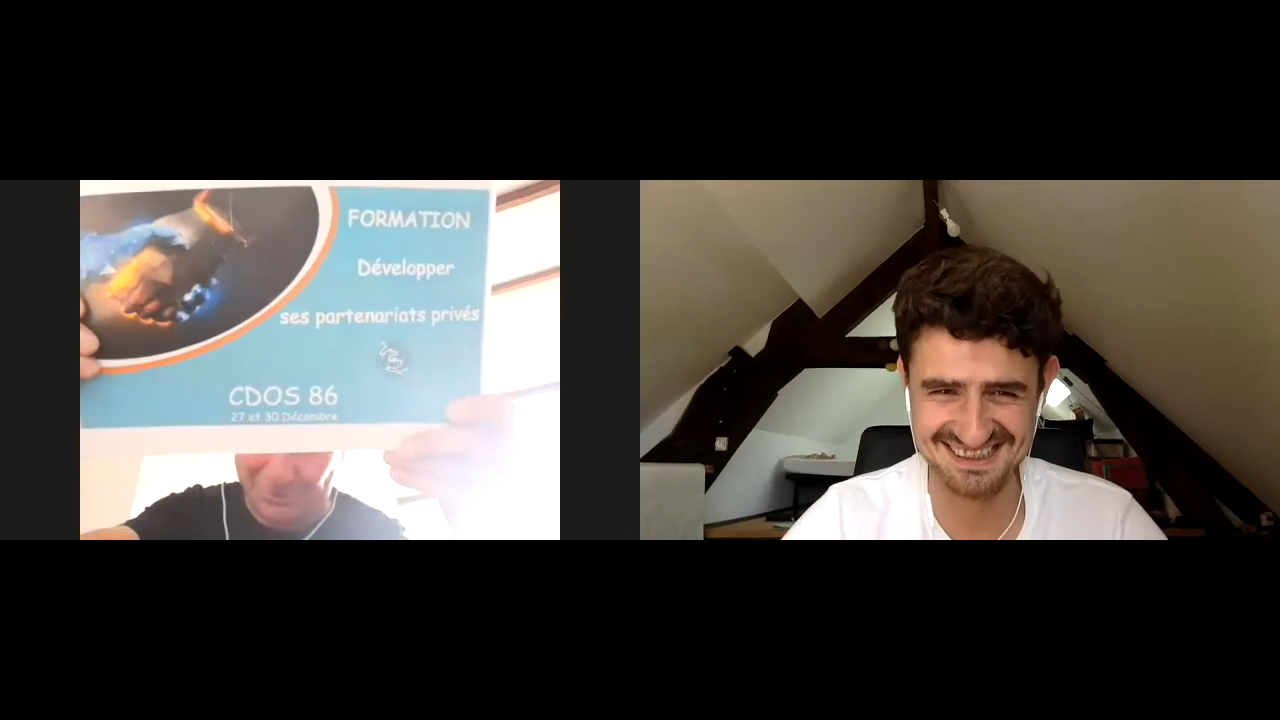 FORMATION
Développer
ses partenariats privés
CDOS 86
27 et 30 Décembre